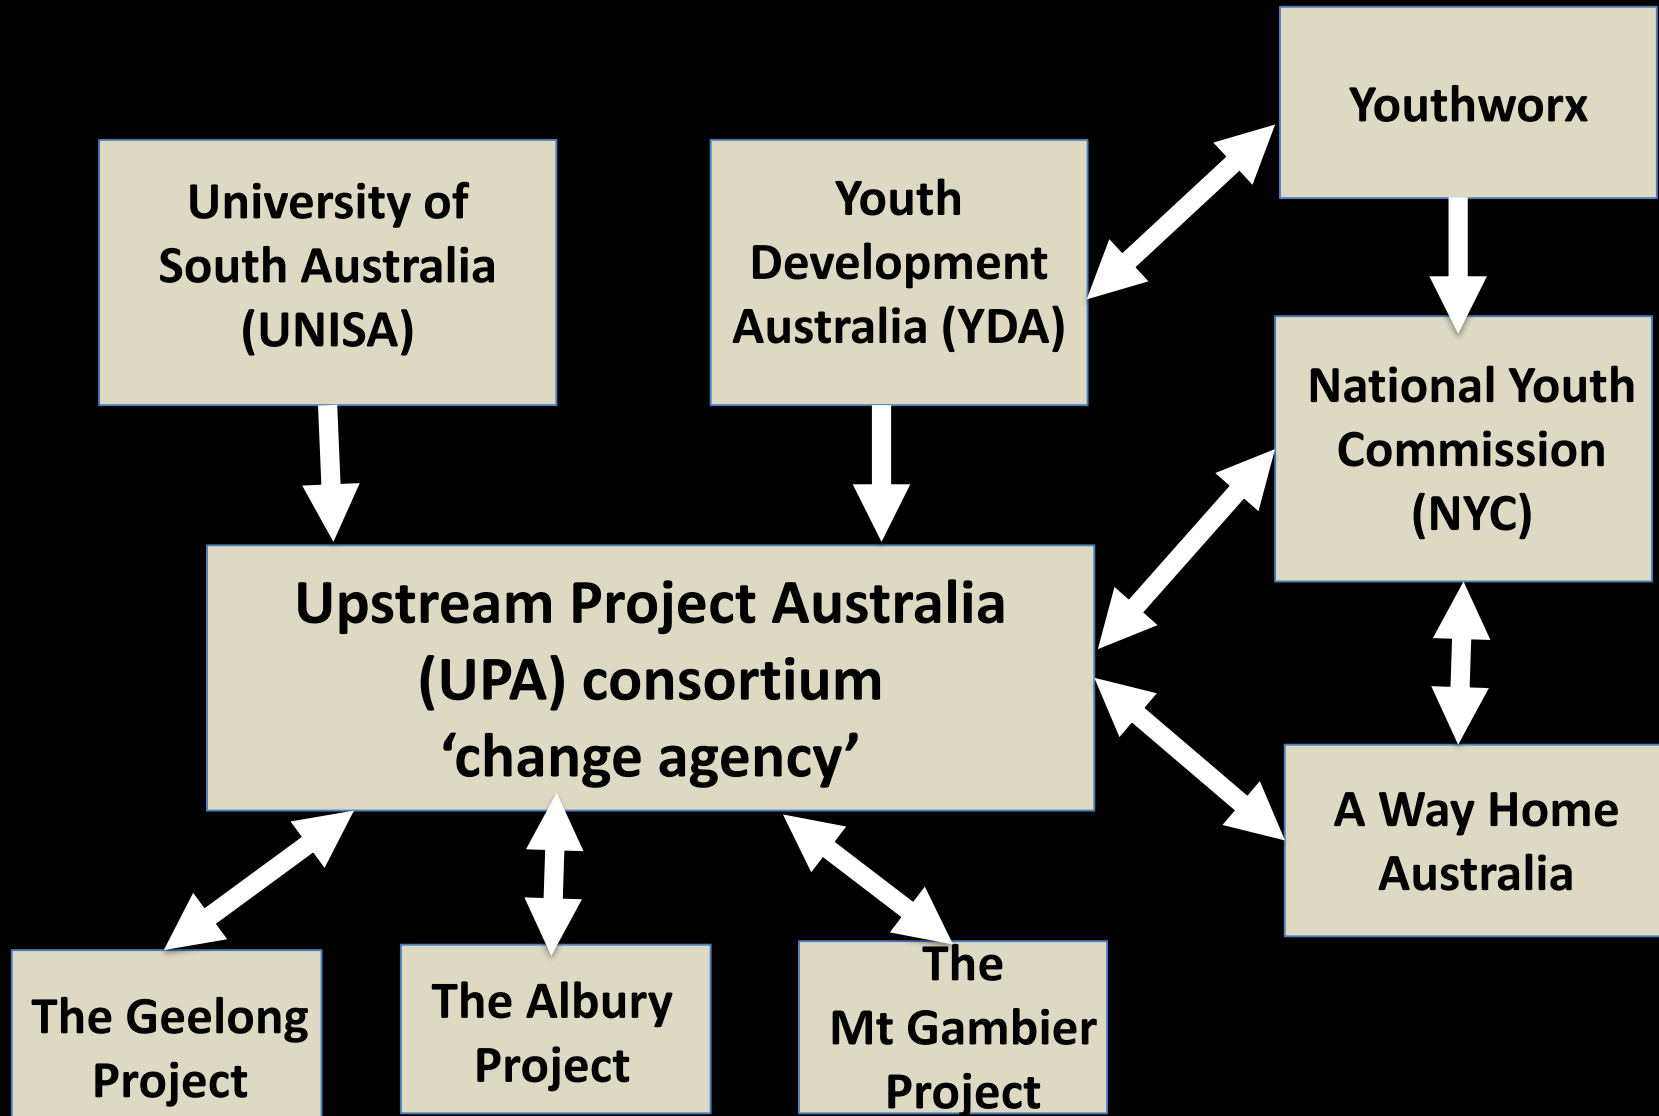 Youthworx
University of
South Australia
(UNISA)
Youth
Development
Australia (YDA)
National Youth
Commission
(NYC)
Upstream Project Australia
(UPA) consortium
‘change agency’
A Way Home
Australia
The Geelong
Project
The Albury
Project
The
Mt Gambier
Project